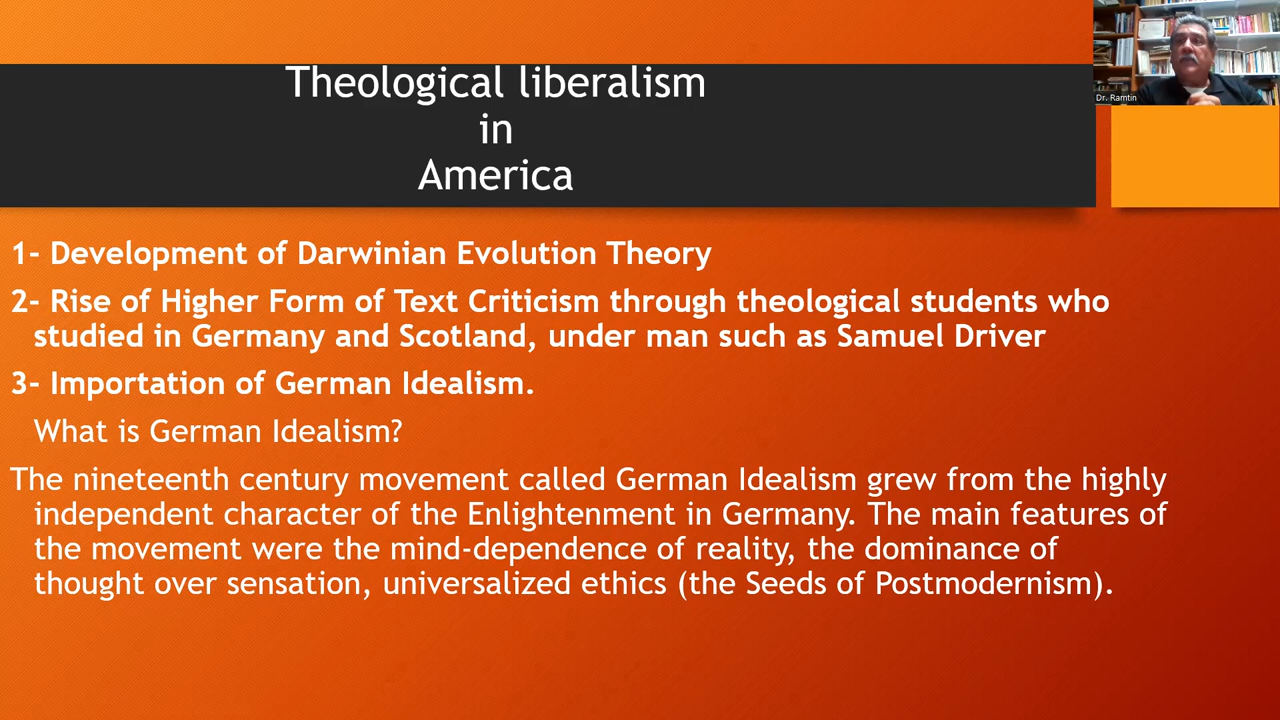 Theological liberalism
in
America
Dr. Ramtin
1- Development of Darwinian Evolution Theory
2- Rise of Higher Form of Text Criticism through theological students who
studied in Germany and Scotland, under man such as Samuel Driver
3- Importation of German Idealism.
What is German Idealism?
The nineteenth century movement called German Idealism grew from the highly
independent character of the Enlightenment in Germany. The main features of
the movement were the mind-dependence of reality, the dominance of
thought over sensation, universalized ethics (the Seeds of Postmodernism).